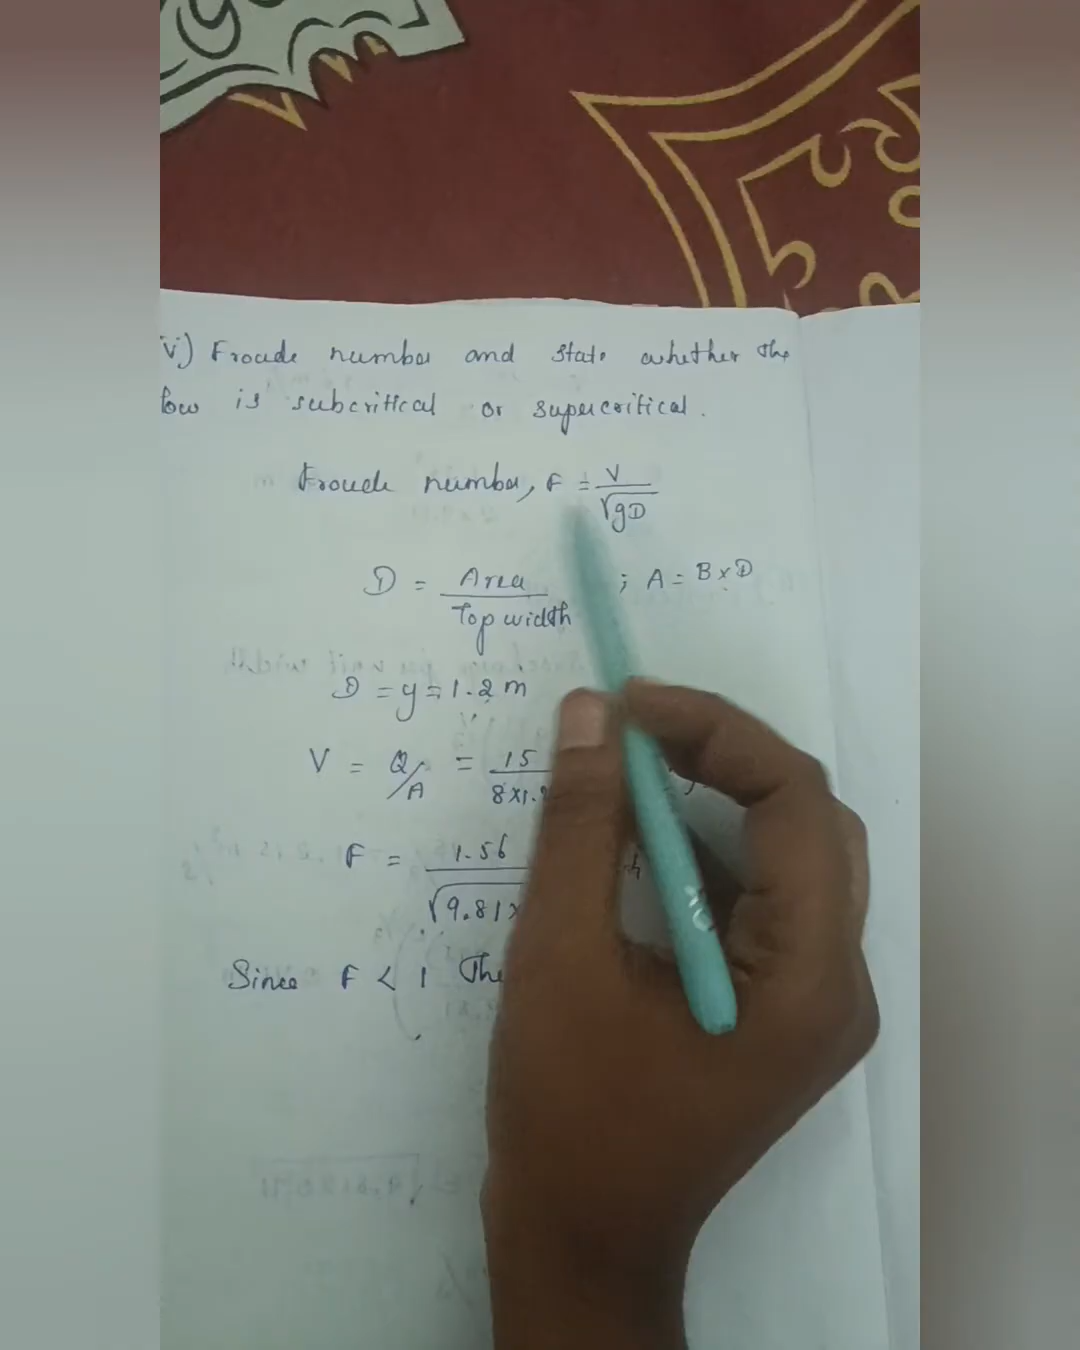 v) Froude number and state whether the
low is subcritical or supercritical.
Froude number, F = V/√gD
D = Area/Top width ; A = B×D
D = y = 1.2 m
V = Q/A = 15/8×1.
F = 1.56/√9.81×
Since F < 1 The